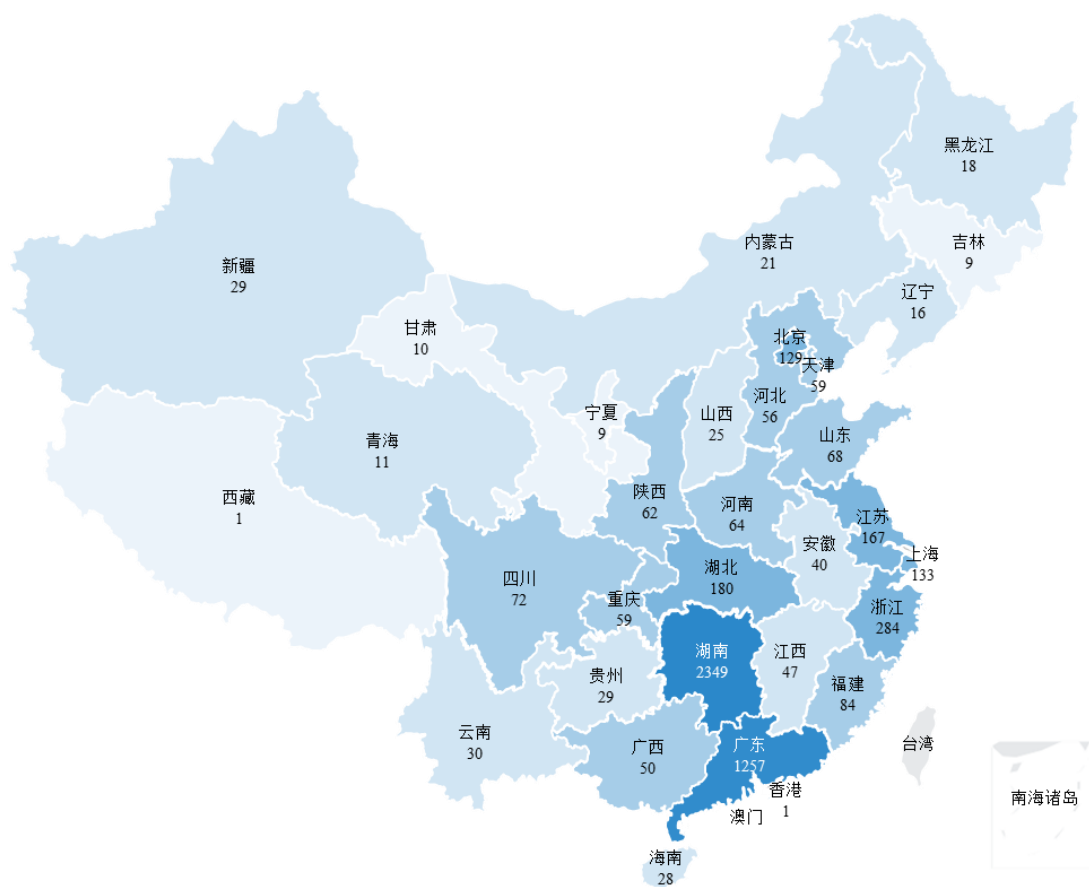 黑龙江
18
内蒙古
21
吉林
9
新疆
29
辽宁
16
甘肃
10
北京
129
天津
59
河北
56
宁夏
9
山西
25
山东
68
青海
11
西藏
1
陕西
62
河南
64
江苏
167
安徽
40
上海
133
四川
72
湖北
180
重庆
59
浙江
284
湖南
2349
江西
47
贵州
29
福建
84
云南
30
广西
50
广东
1257
台湾
香港
1
澳门
南海诸岛
海南
28